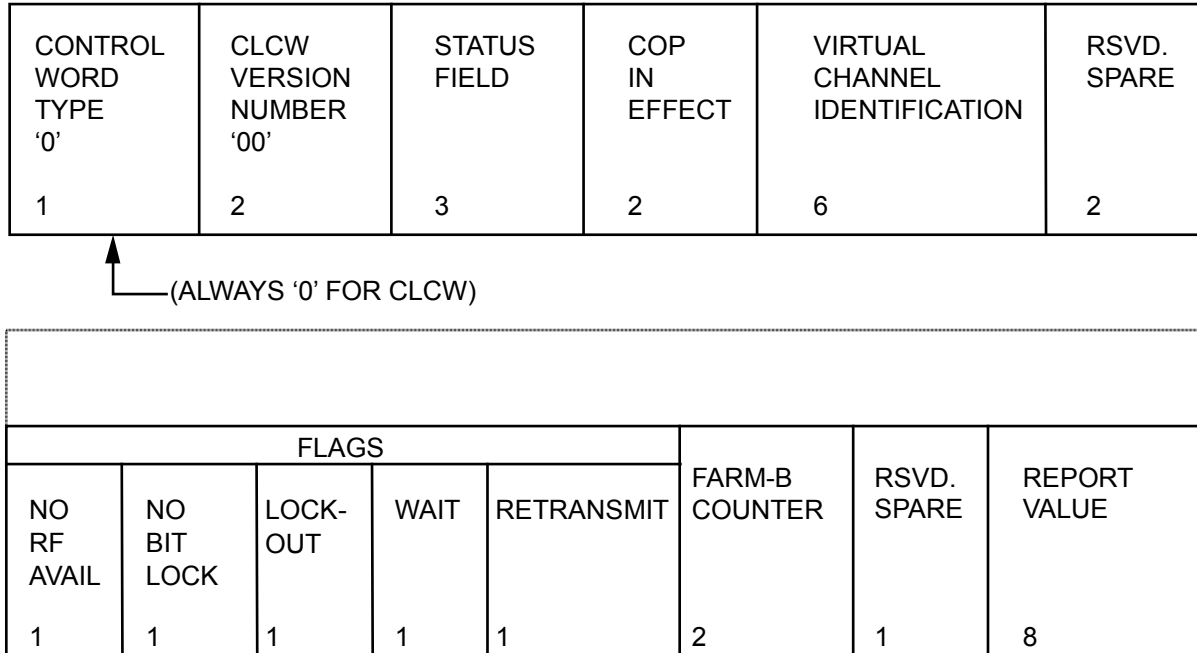 CONTROL
WORD
TYPE
‘0’
1
CLCW
VERSION
NUMBER
‘00’
2
STATUS
FIELD
3
COP
IN
EFFECT
2
VIRTUAL
CHANNEL
IDENTIFICATION
6
RSVD.
SPARE
2
(ALWAYS ‘0’ FOR CLCW)
FLAGS
NO
RF
AVAIL
1
NO
BIT
LOCK
1
LOCK-
OUT
1
WAIT
1
RETRANSMIT
1
FARM-B
COUNTER
2
RSVD.
SPARE
1
REPORT
VALUE
8